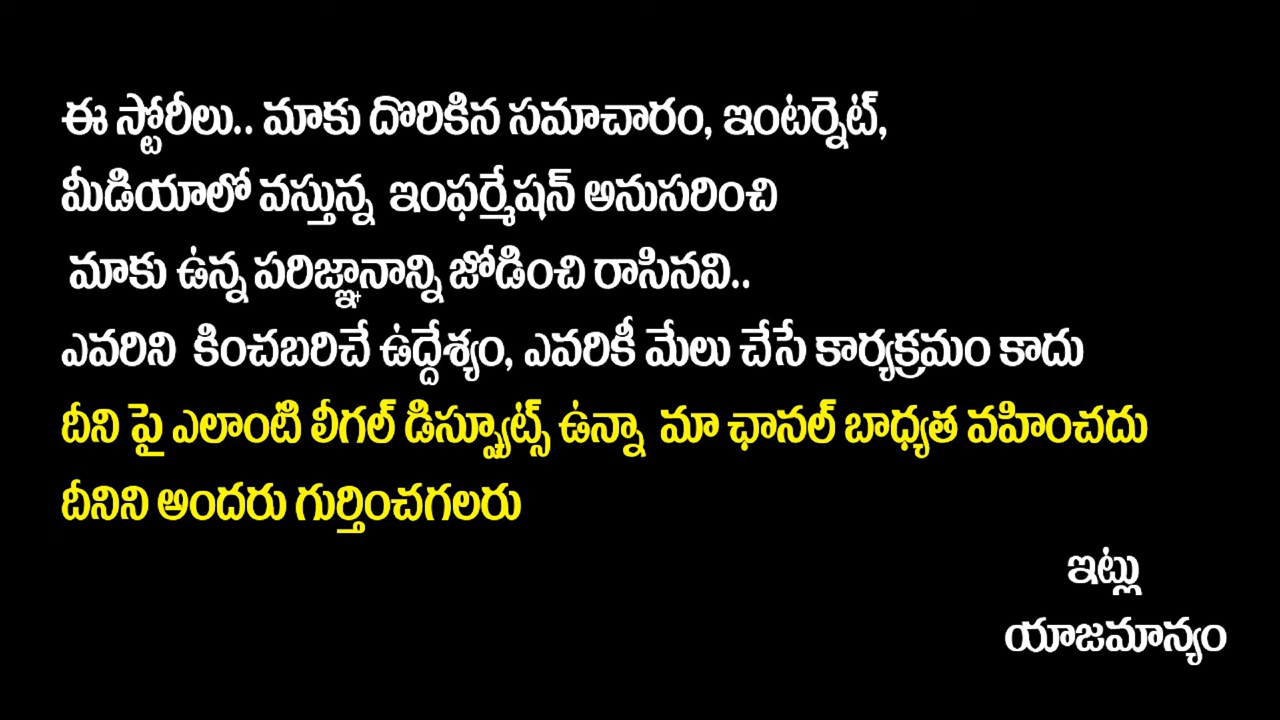 ఈ స్టోరీలు.. మాకు దొరికిన సమాచారం, ఇంటర్నెట్,
మీడియాలో వస్తున్న ఇంఫర్మేషన్ అనుసరించి
మాకు ఉన్న పరిజ్ఞానాన్ని జోడించి రాసినవి..
ఎవరిని కించబరిచే ఉద్దేశ్యం, ఎవరికీ మేలు చేసే కార్యక్రమం కాదు
దీని పై ఎలాంటి లీగల్ డిస్ప్యూట్స్ ఉన్నా మా ఛానల్ బాధ్యత వహించదు
దీనిని అందరు గుర్తించగలరు
ఇట్లు
యాజమాన్యం